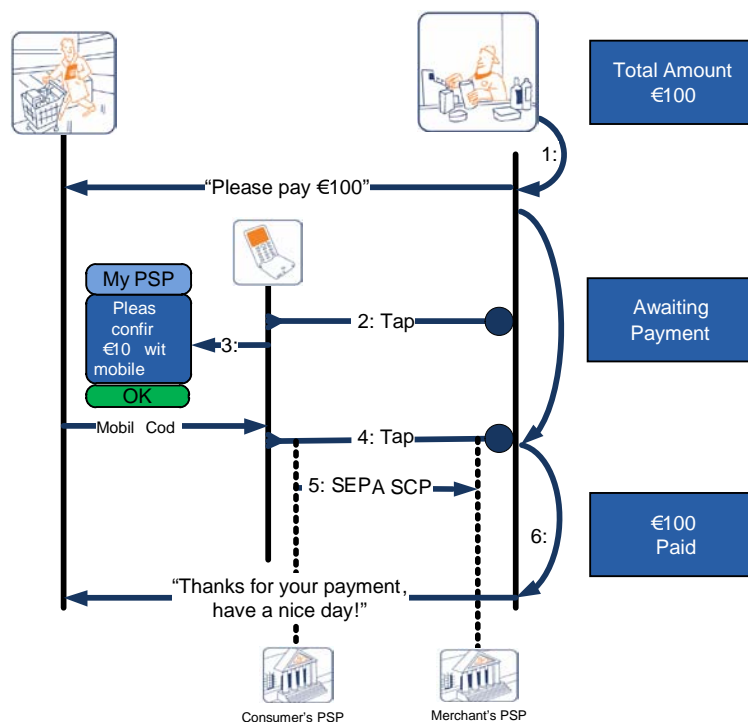 Total Amount
€100
1:
“Please pay €100”
My PSP
Pleas
confir
€10 wit
mobile
OK
2: Tap
3:
Awaiting
Payment
Mobil Cod
4: Tap
5: SEPA SCP
6:
€100
Paid
“Thanks for your payment,
have a nice day!”
Consumer's PSP
Merchant's PSP